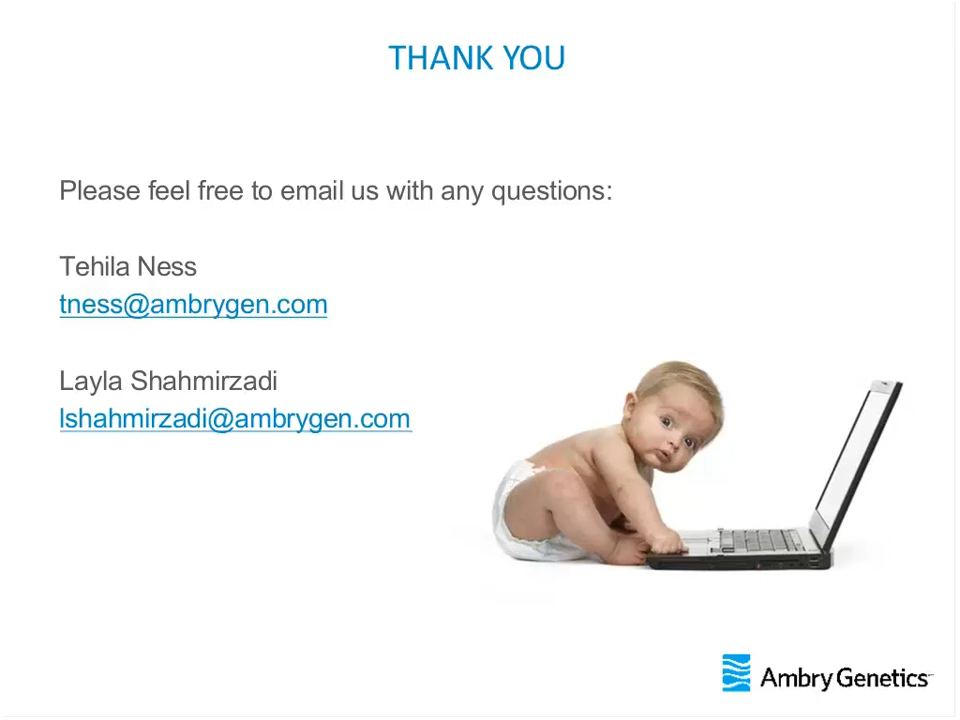 THANK YOU
Please feel free to email us with any questions:
Tehila Ness
tness@ambrygen.com
Layla Shahmirzadi
lshahmirzadi@ambrygen.com
Ambry Genetics